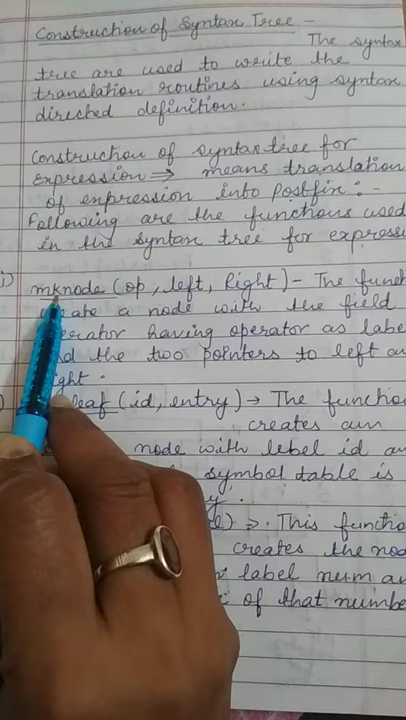 Construction of Syntax Tree -
The syntax
tree are used to write the
translation routines using syntax
directed definition.
Construction of syntax tree for
Expression ⇒ means translation
of expression into Postfix : -
Following are the functions used
in the syntax tree for express
i) mknode (op, left, Right) - The funct
a node with the field
having operator as labe
the two pointers to left a
leaf (id, entry) → The functio
creates an
node with label id a
symbol table is
⇒ . This functio
creates the no
label num a
of that numbe